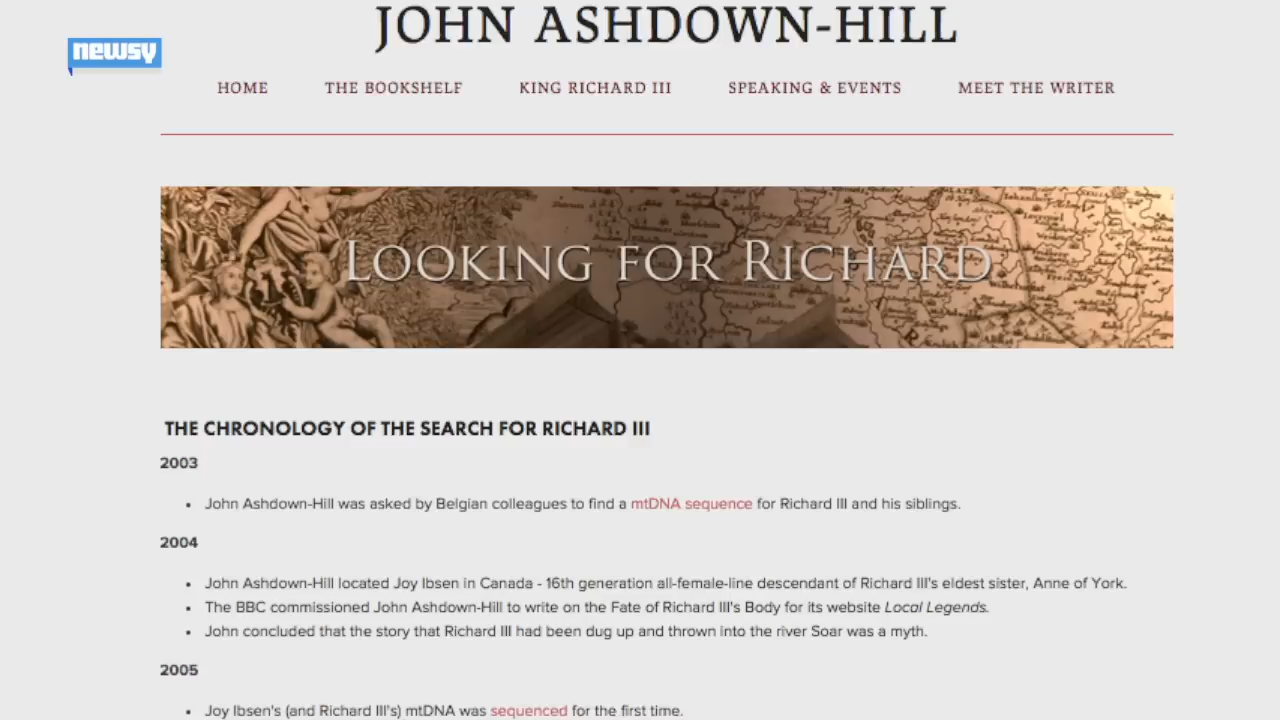 JOHN ASHDOWN-HILL
newsy
HOME THE BOOKSHELF KING RICHARD III SPEAKING & EVENTS MEET THE WRITER
LOOKING FOR RICHARD
THE CHRONOLOGY OF THE SEARCH FOR RICHARD III
2003
• John Ashdown-Hill was asked by Belgian colleagues to find a mtDNA sequence for Richard III and his siblings.
2004
• John Ashdown-Hill located Joy Ibsen in Canada - 16th generation all-female-line descendant of Richard III's eldest sister, Anne of York.
• The BBC commissioned John Ashdown-Hill to write on the Fate of Richard III's Body for its website Local Legends.
• John concluded that the story that Richard III had been dug up and thrown into the river Soar was a myth.
2005
• Joy Ibsen's (and Richard III's) mtDNA was sequenced for the first time.